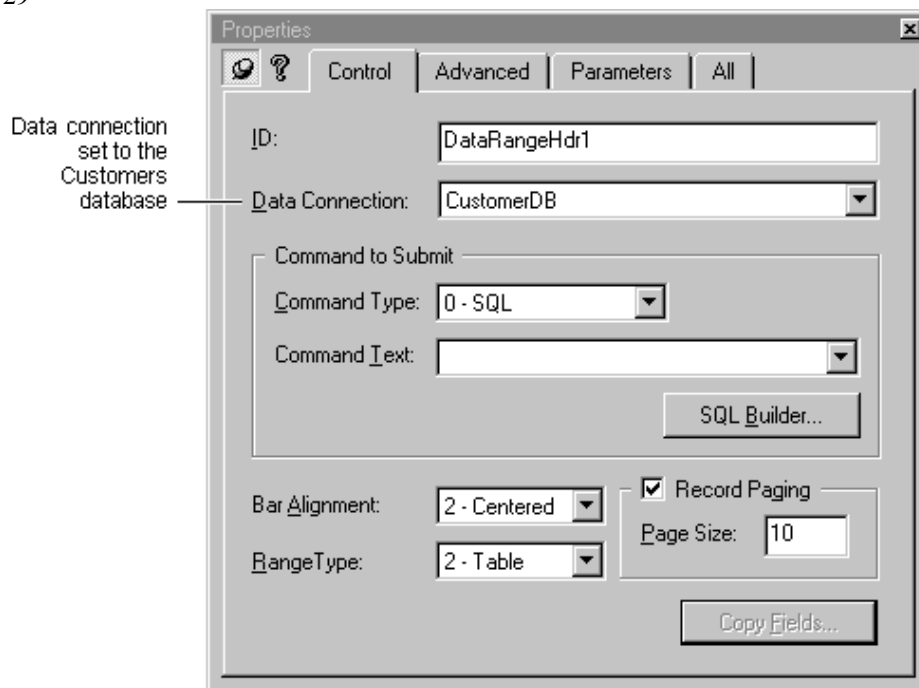 29
Properties
Control Advanced Parameters All
Data connection
set to the
Customers
database
ID: DataRangeHdr1
Data Connection: CustomerDB
Command to Submit
Command Type: 0 - SQL
Command Text:
SQL Builder...
Bar Alignment: 2 - Centered
RangeType: 2 - Table
Record Paging
Page Size: 10
Copy Fields...